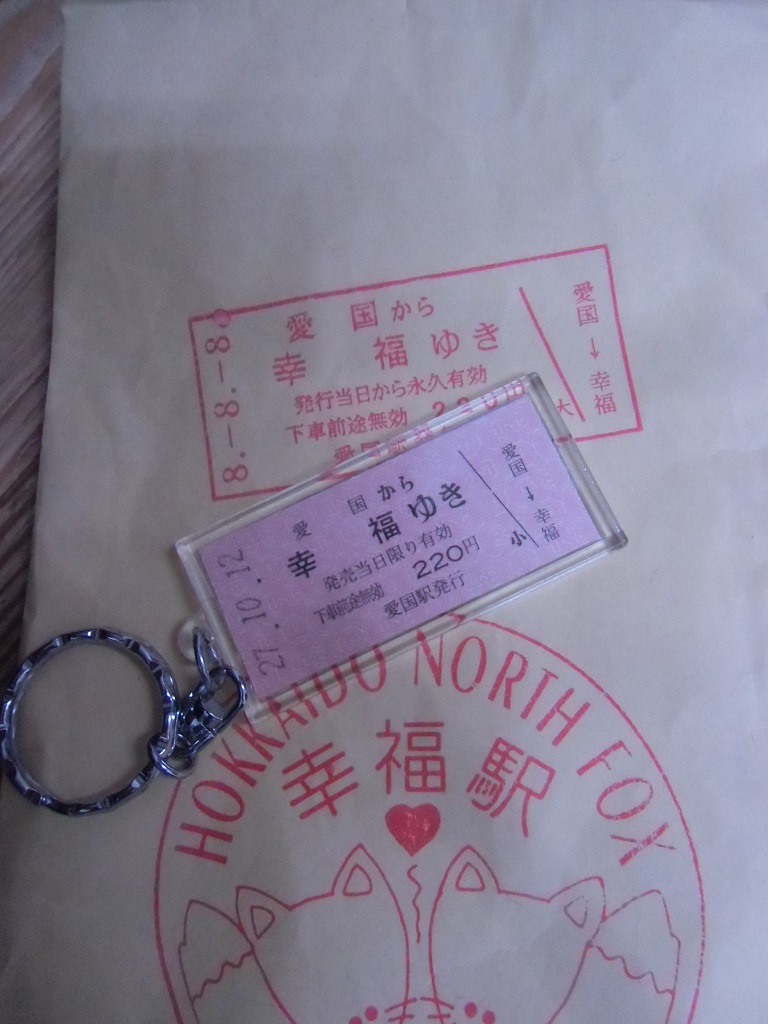 愛国から
幸福ゆき
発行当日から永久有効
下車前途無効 220円
8.-8.-8.
愛国→幸福
大
愛国から
幸福ゆき
発売当日限り有効
下車前途無効 220円
愛国駅発行
27.10.12
愛国→幸福
小
HOKKAIDO NORTH FOX
幸福駅